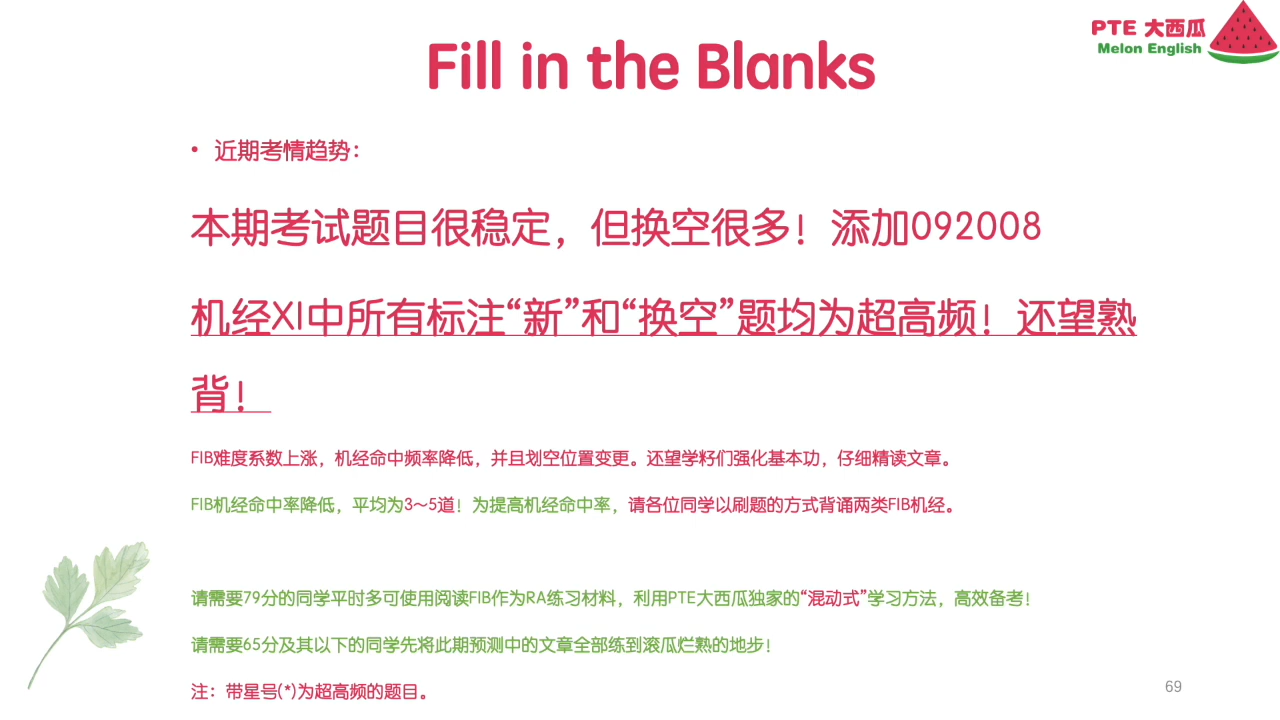 PTE 大西瓜
Melon English
Fill in the Blanks
• 近期考情趋势：
本期考试题目很稳定，但换空很多！添加092008
机经XI中所有标注“新”和“换空”题均为超高频！还望熟
背！
FIB难度系数上涨，机经命中频率降低，并且划空位置变更。还望学籽们强化基本功，仔细精读文章。
FIB机经命中率降低，平均为3～5道！为提高机经命中率，请各位同学以刷题的方式背诵两类FIB机经。
请需要79分的同学平时多可使用阅读FIB作为RA练习材料，利用PTE大西瓜独家的“混动式”学习方法，高效备考！
请需要65分及其以下的同学先将此期预测中的文章全部练到滚瓜烂熟的地步！
注：带星号(*)为超高频的题目。
69